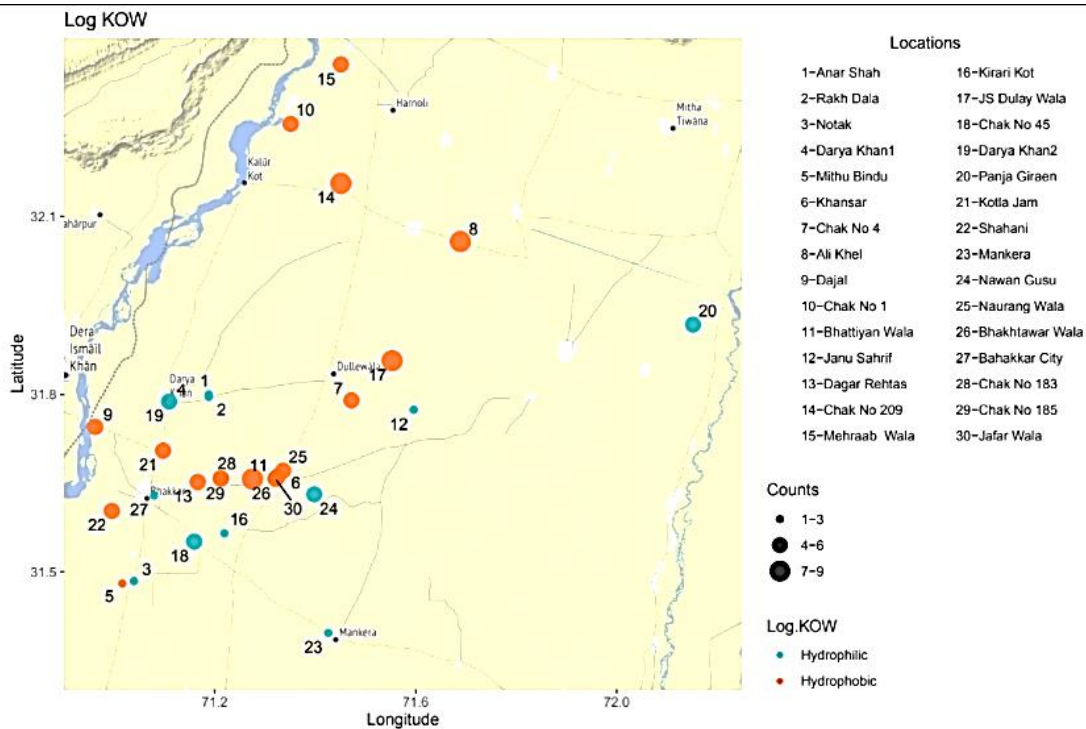 Log KOW
15
Harnoli
10
Mitha
Tiwana
Kalūr
Kot
14
32.1
ahārpur
8
20
Dera
Ismāīl
Khān
Latitude
Dullewāla
17
31.8
Darya
Khān
4
1
19
2
7
12
9
21
28
11
25
13
29
26
6
Bhakkar
27
30
24
22
16
18
3
31.5
5
Mankera
23
71.2
71.6
72.0
Longitude
Locations
1-Anar Shah
2-Rakh Dala
3-Notak
4-Darya Khan1
5-Mithu Bindu
6-Khansar
7-Chak No 4
8-Ali Khel
9-Dajal
10-Chak No 1
11-Bhattiyan Wala
12-Janu Sahrif
13-Dagar Rehtas
14-Chak No 209
15-Mehraab Wala
16-Kirari Kot
17-JS Dulay Wala
18-Chak No 45
19-Darya Khan2
20-Panja Giraen
21-Kotla Jam
22-Shahani
23-Mankera
24-Nawan Gusu
25-Naurang Wala
26-Bhakhtawar Wala
27-Bahakkar City
28-Chak No 183
29-Chak No 185
30-Jafar Wala
Counts
1-3
4-6
7-9
Log.KOW
Hydrophilic
Hydrophobic